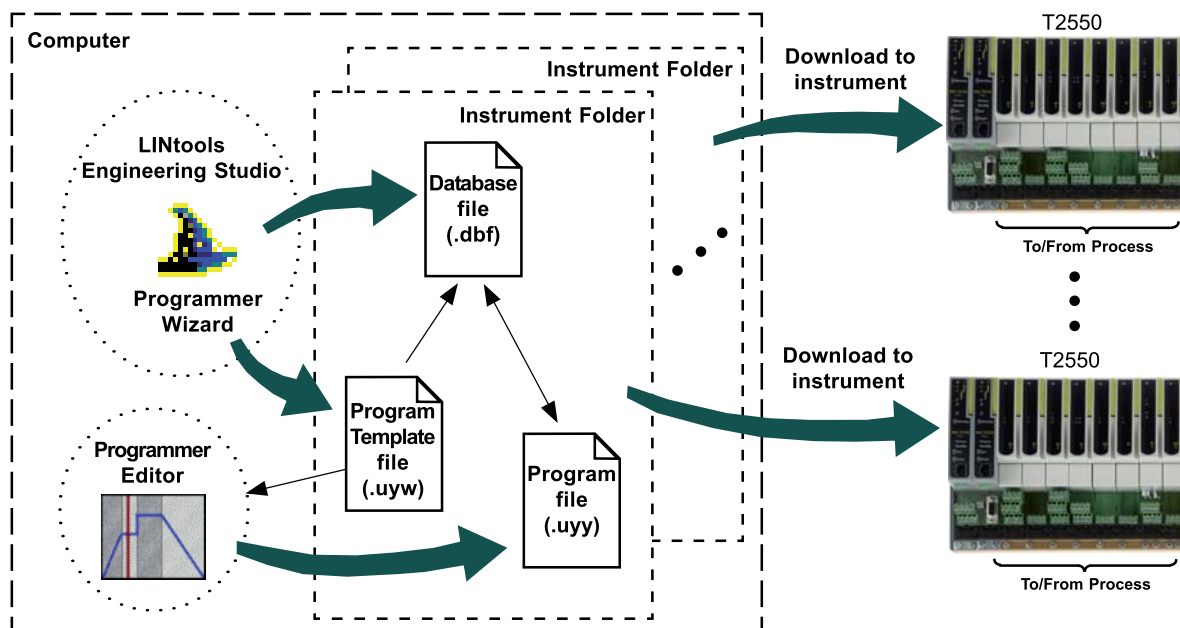 Computer
Instrument Folder
Instrument Folder
LINtools
Engineering Studio
Programmer
Wizard
Database
file
(.dbf)
Program
Template
file
(.uyw)
Program
file
(.uyy)
Programmer
Editor
Download to
instrument
T2550
To/From Process
Download to
instrument
T2550
To/From Process